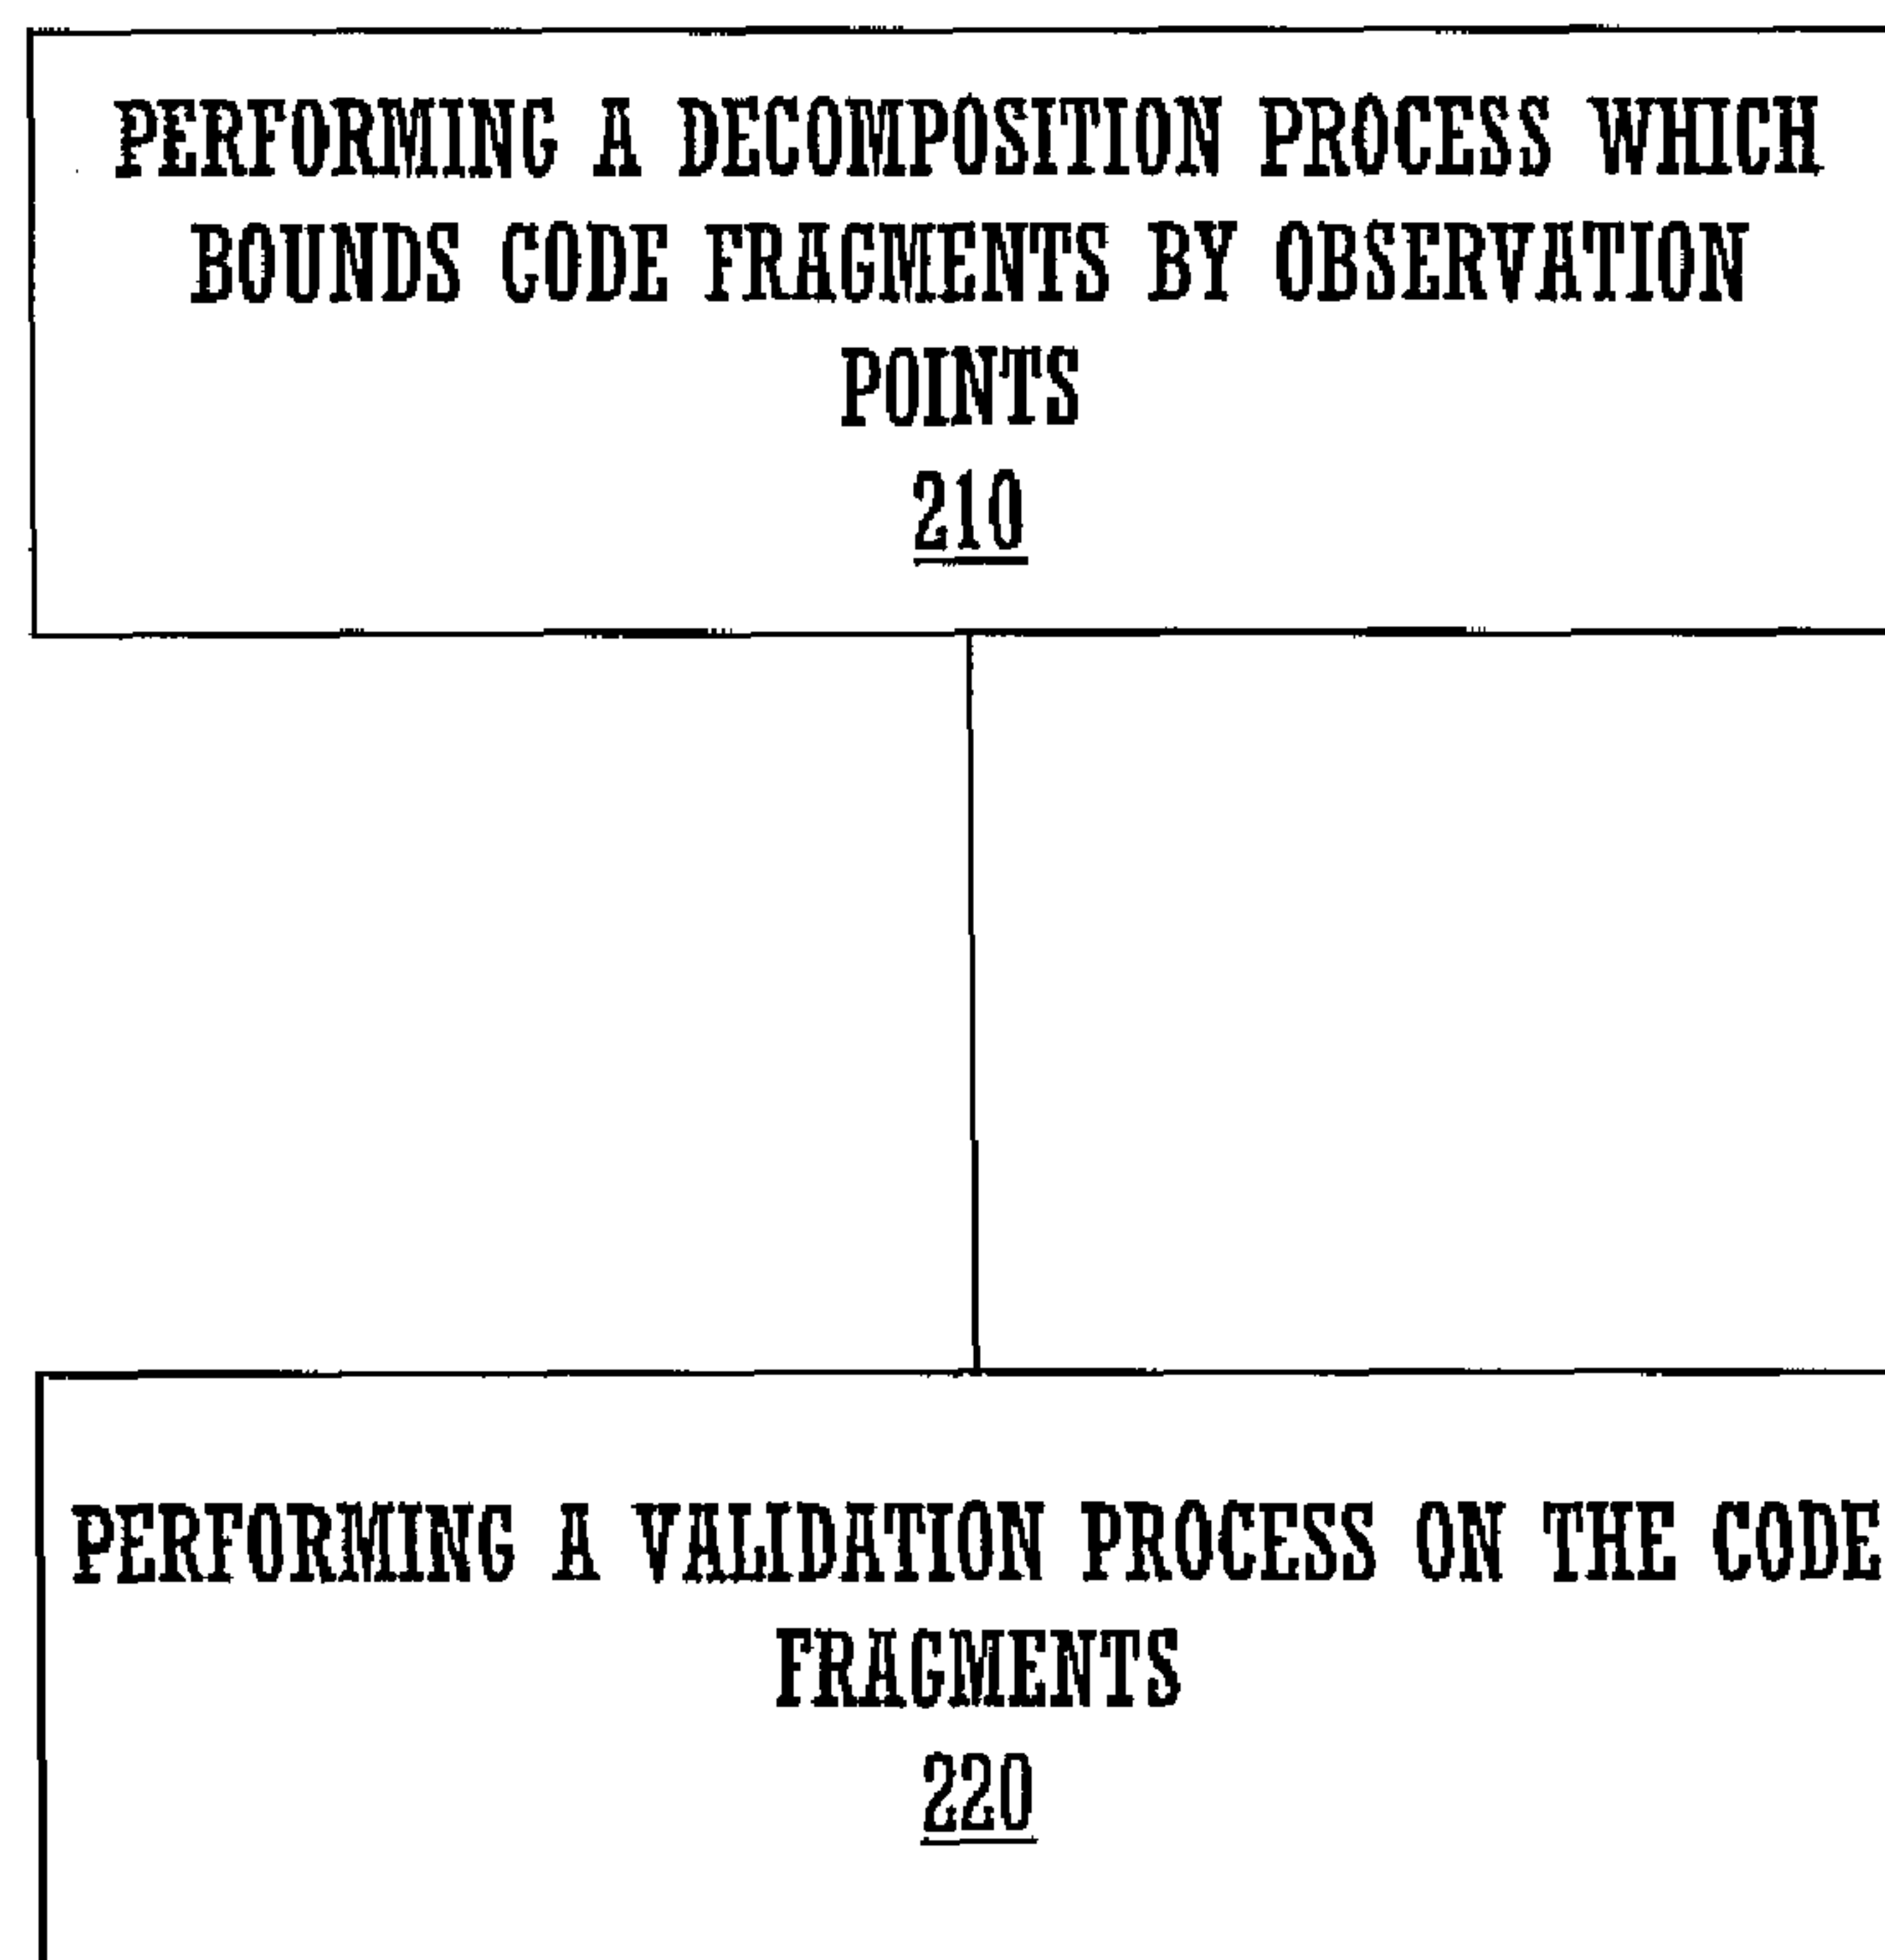 PERFORMING A DECOMPOSITION PROCESS WHICH
BOUNDS CODE FRAGMENTS BY OBSERVATION
POINTS
210
PERFORMING A VALIDATION PROCESS ON THE CODE
FRAGMENTS
220